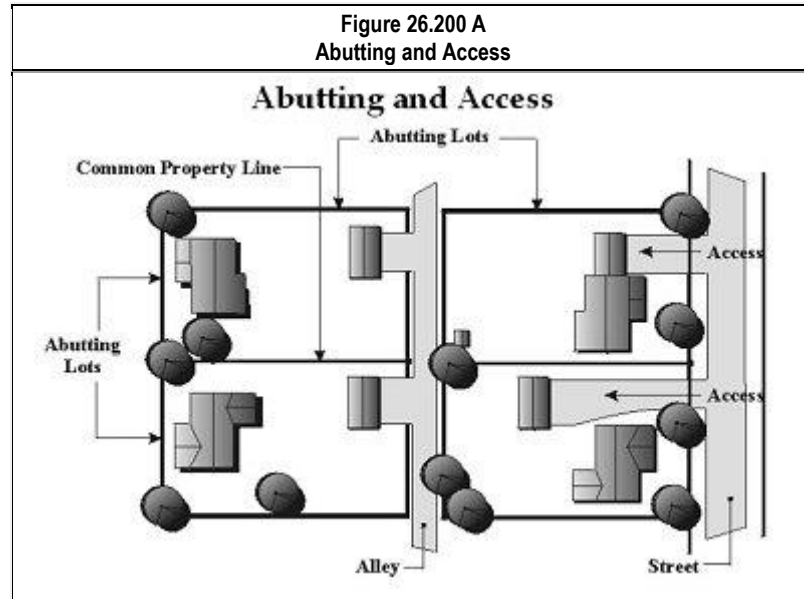 Figure 26.200 A
Abutting and Access
Abutting and Access
Abutting Lots
Common Property Line
Access
Abutting
Lots
Access
Alley
Street